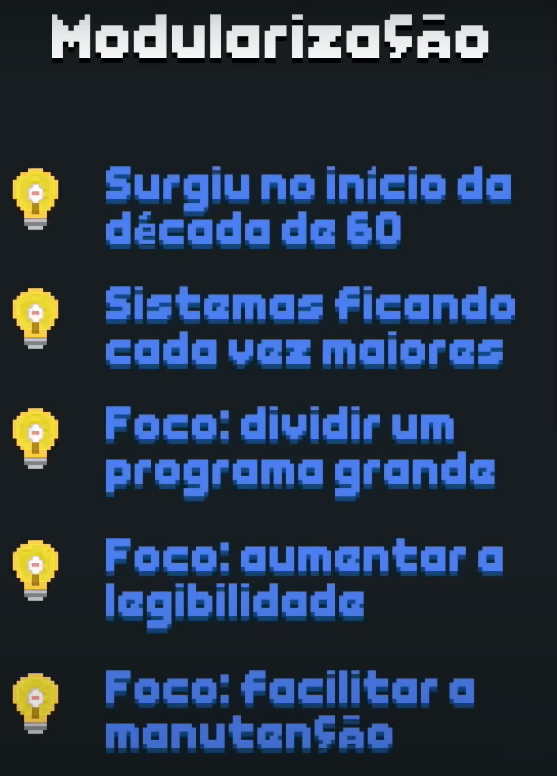 Modularização
Surgiu no início da
década de 60
Sistemas ficando
cada vez maiores
Foco: dividir um
programa grande
Foco: aumentar a
legibilidade
Foco: facilitar a
manutenção